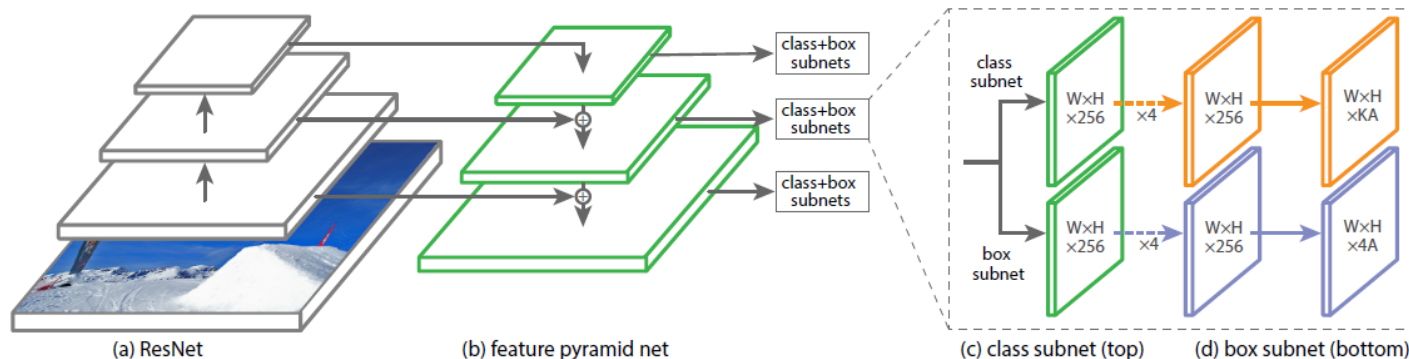 class+box
subnets
class+box
subnets
class+box
subnets
class
subnet
W×H
×256
×4
W×H
×256
W×H
×KA
W×H
×256
×4
W×H
×256
W×H
×4A
box
subnet
(a) ResNet
(b) feature pyramid net
(c) class subnet (top)
(d) box subnet (bottom)